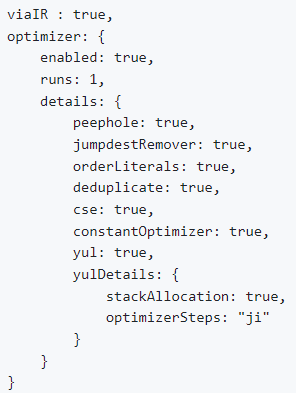 viaIR : true,
optimizer: {
    enabled: true,
    runs: 1,
    details: {
        peephole: true,
        jumpdestRemover: true,
        orderLiterals: true,
        deduplicate: true,
        cse: true,
        constantOptimizer: true,
        yul: true,
        yulDetails: {
            stackAllocation: true,
            optimizerSteps: "ji"
        }
    }
}